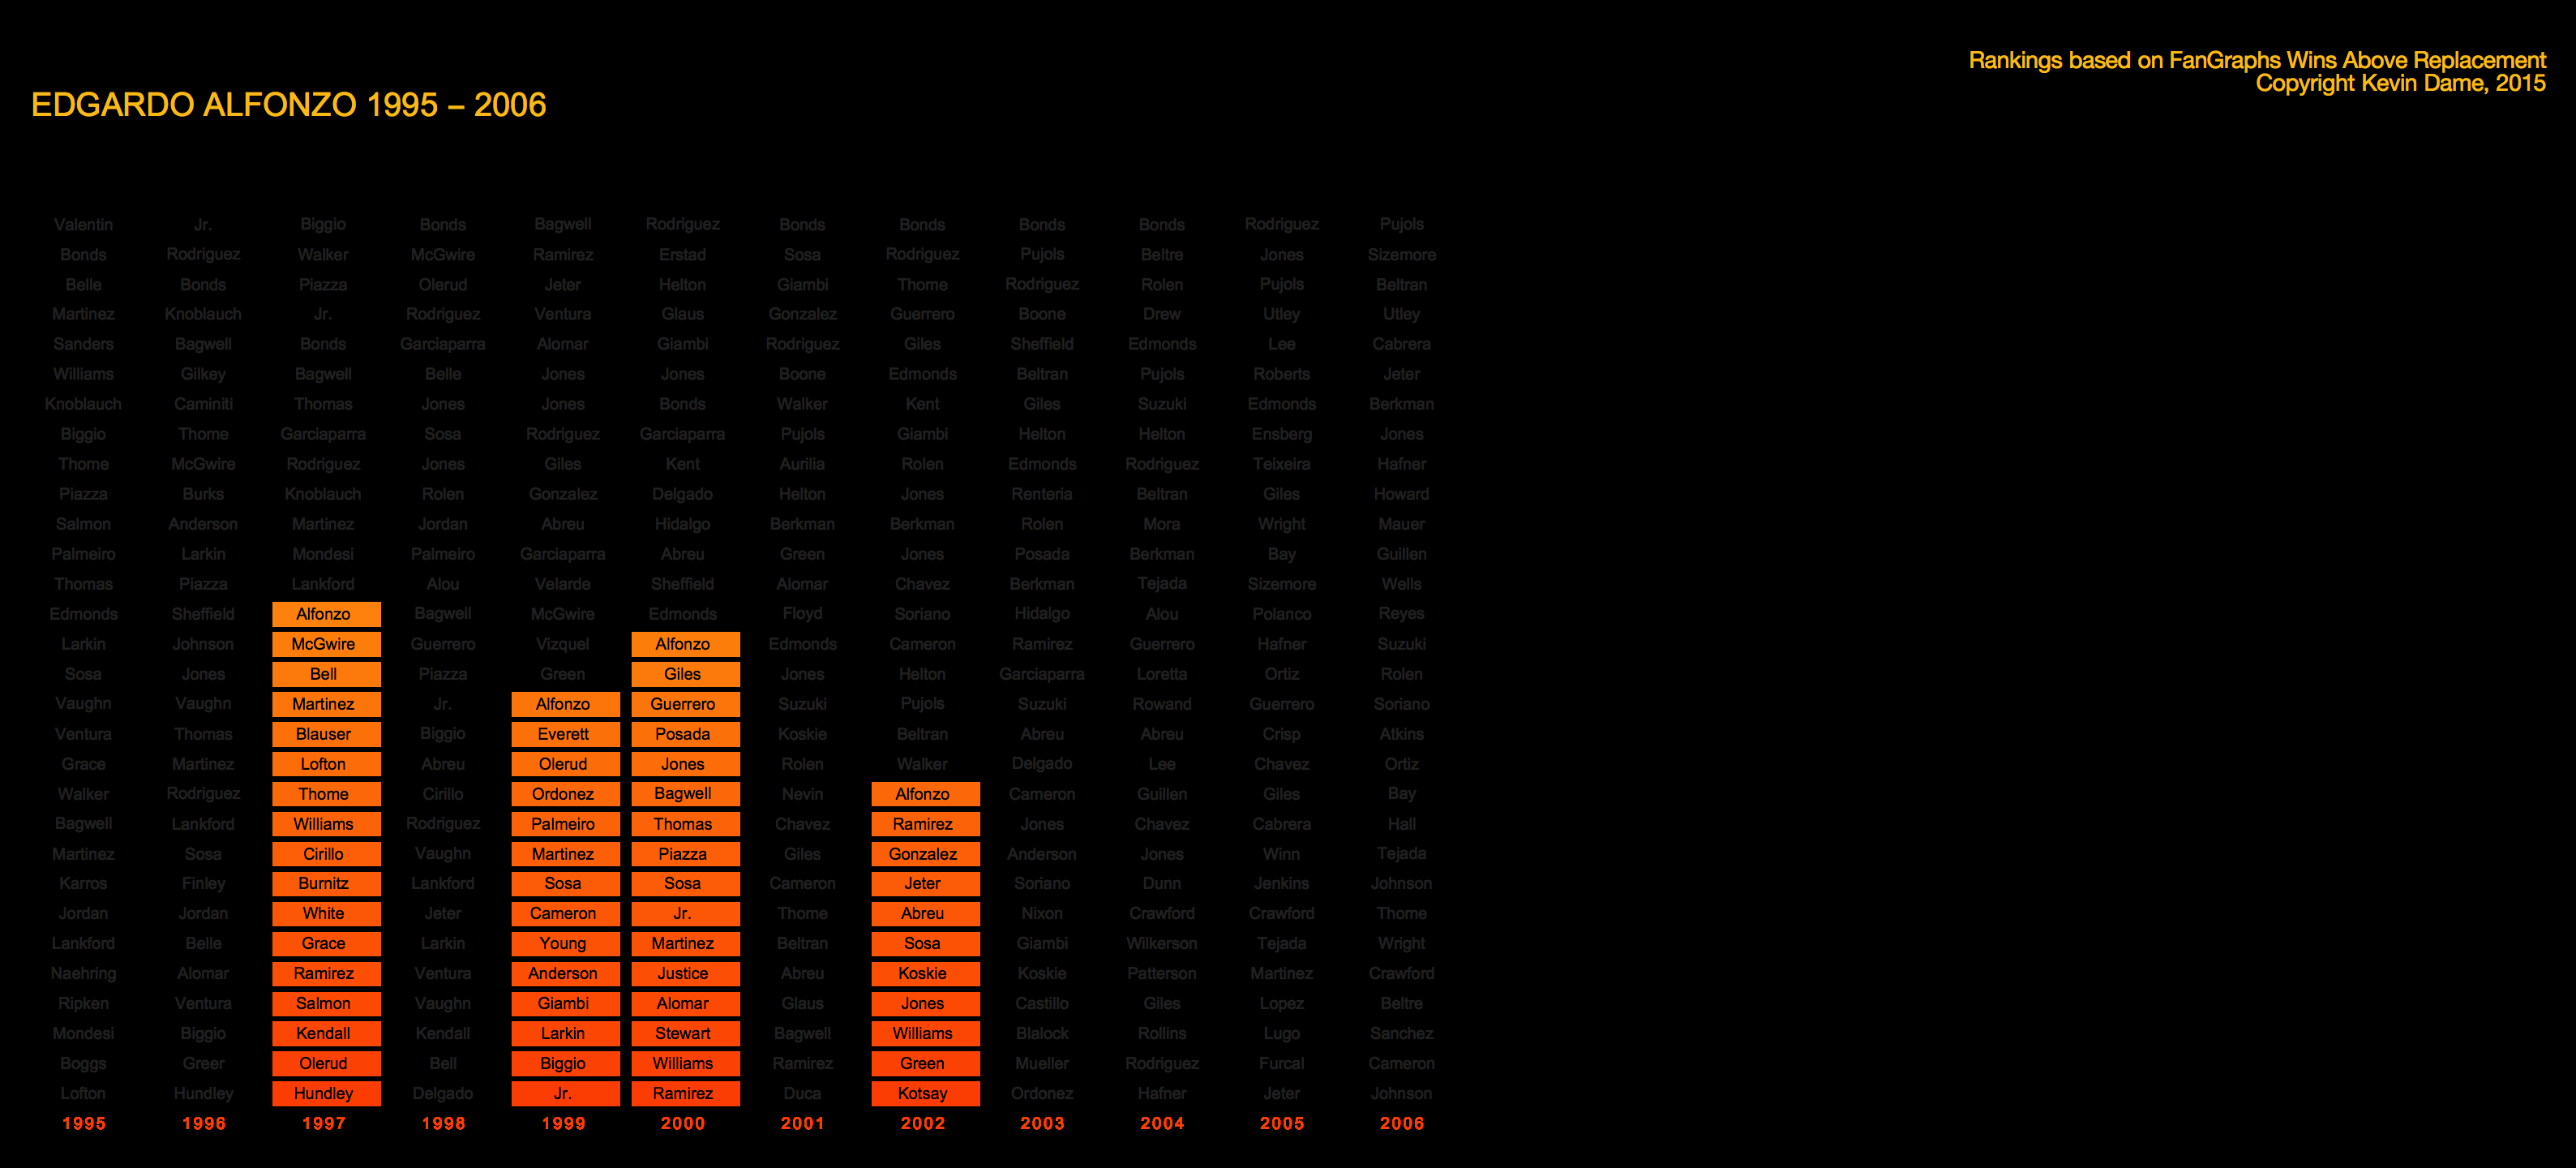 Rankings based on FanGraphs Wins Above Replacement
Copyright Kevin Dame, 2015
EDGARDO ALFONZO 1995 – 2006
Valentin Jr. Biggio Bonds Bagwell Rodriguez Bonds Bonds Bonds Bonds Rodriguez Pujols
Bonds Rodriguez Walker McGwire Ramirez Erstad Sosa Rodriguez Pujols Beltre Jones Sizemore
Belle Bonds Piazza Olerud Jeter Helton Giambi Thome Rodriguez Rolen Pujols Beltran
Martinez Knoblauch Jr. Rodriguez Ventura Glaus Gonzalez Guerrero Boone Drew Utley Utley
Sanders Bagwell Bonds Garciaparra Alomar Giambi Rodriguez Giles Sheffield Edmonds Lee Cabrera
Williams Gilkey Bagwell Belle Jones Jones Boone Edmonds Beltran Pujols Roberts Jeter
Knoblauch Caminiti Thomas Jones Jones Bonds Walker Kent Giles Suzuki Edmonds Berkman
Biggio Thome Garciaparra Sosa Rodriguez Garciaparra Pujols Giambi Helton Helton Ensberg Jones
Thome McGwire Rodriguez Jones Giles Kent Aurilia Rolen Edmonds Rodriguez Teixeira Hafner
Piazza Burks Knoblauch Rolen Gonzalez Delgado Helton Jones Renteria Beltran Giles Howard
Salmon Anderson Martinez Jordan Abreu Hidalgo Berkman Berkman Rolen Mora Wright Mauer
Palmeiro Larkin Mondesi Palmeiro Garciaparra Abreu Green Jones Posada Berkman Bay Guillen
Thomas Piazza Lankford Alou Velarde Sheffield Alomar Chavez Berkman Tejada Sizemore Wells
Edmonds Sheffield Alfonzo Bagwell McGwire Edmonds Floyd Soriano Hidalgo Alou Polanco Reyes
Larkin Johnson McGwire Guerrero Vizquel Alfonzo Edmonds Cameron Ramirez Guerrero Hafner Suzuki
Sosa Jones Bell Piazza Green Giles Jones Helton Garciaparra Loretta Ortiz Rolen
Vaughn Vaughn Martinez Jr. Alfonzo Guerrero Suzuki Pujols Suzuki Rowand Guerrero Soriano
Ventura Thomas Blauser Biggio Everett Posada Koskie Beltran Abreu Abreu Crisp Atkins
Grace Martinez Lofton Abreu Olerud Jones Rolen Walker Delgado Lee Chavez Ortiz
Walker Rodriguez Thome Cirillo Ordonez Bagwell Nevin Alfonzo Cameron Guillen Giles Bay
Bagwell Lankford Williams Rodriguez Palmeiro Thomas Chavez Ramirez Jones Chavez Cabrera Hall
Martinez Sosa Cirillo Vaughn Martinez Piazza Giles Gonzalez Anderson Jones Winn Tejada
Karros Finley Burnitz Lankford Sosa Sosa Cameron Jeter Soriano Dunn Jenkins Johnson
Jordan Jordan White Jeter Cameron Jr. Thome Abreu Nixon Crawford Crawford Thome
Lankford Belle Grace Larkin Young Martinez Beltran Sosa Giambi Wilkerson Tejada Wright
Naehring Alomar Ramirez Ventura Anderson Justice Abreu Koskie Koskie Patterson Martinez Crawford
Ripken Ventura Salmon Vaughn Giambi Alomar Glaus Jones Castillo Giles Lopez Beltre
Mondesi Biggio Kendall Kendall Larkin Stewart Bagwell Williams Blalock Rollins Lugo Sanchez
Boggs Greer Olerud Bell Biggio Williams Ramirez Green Mueller Rodriguez Furcal Cameron
Lofton Hundley Hundley Delgado Jr. Ramirez Duca Kotsay Ordonez Hafner Jeter Johnson
1995 1996 1997 1998 1999 2000 2001 2002 2003 2004 2005 2006